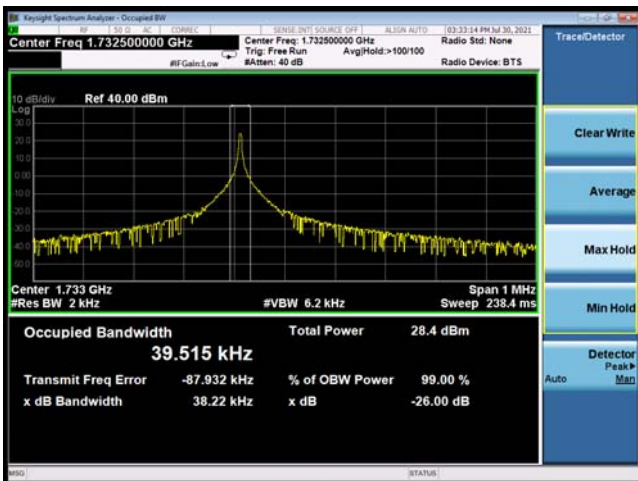 Keysight Spectrum Analyzer - Occupied BW
RF 50 Ω AC CORREC SENSE:INT SOURCE OFF ALIGN AUTO 03:33:14 PM Jul 30, 2021
Center Freq 1.732500000 GHz
Center Freq: 1.732500000 GHz
Radio Std: None
Trace/Detector
Trig: Free Run Avg|Hold:>100/100
#IFGain:Low
#Atten: 40 dB
Radio Device: BTS
10 dB/div Ref 40.00 dBm
Log
30.0
20.0
10.0
0.00
10.0
20.0
30.0
40.0
50.0
Center 1.733 GHz
Span 1 MHz
#Res BW 2 kHz
#VBW 6.2 kHz
Sweep 238.4 ms
Occupied Bandwidth
39.515 kHz
Total Power 28.4 dBm
Transmit Freq Error -87.932 kHz
% of OBW Power 99.00 %
x dB Bandwidth 38.22 kHz
x dB -26.00 dB
Clear Write
Average
Max Hold
Min Hold
Detector
Peak▶
Auto Man
MSG
STATUS